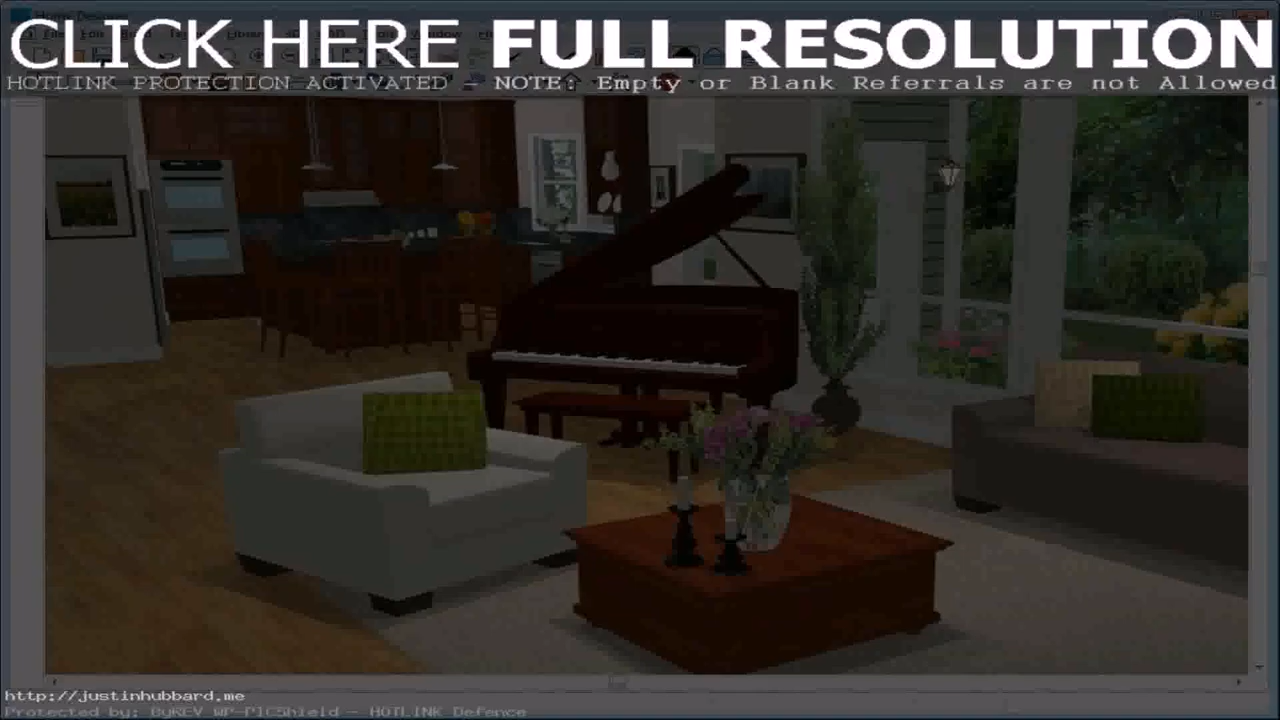 CLICK HERE FULL RESOLUTION
HOTLINK PROTECTION ACTIVATED - NOTE: Empty or Blank Referrals are not Allowed
http://justinhubbard.me
Protected by: ByREV WP-PICShield - HOTLINK Defence